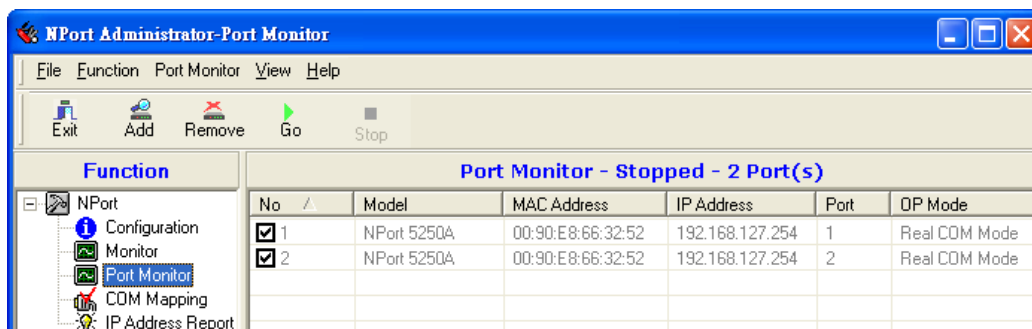 NPort Administrator-Port Monitor
File Function Port Monitor View Help
Exit Add Remove Go Stop
Function
NPort
Configuration
Monitor
Port Monitor
COM Mapping
IP Address Report
Port Monitor - Stopped - 2 Port(s)
No Model MAC Address IP Address Port OP Mode
1 NPort 5250A 00:90:E8:66:32:52 192.168.127.254 1 Real COM Mode
2 NPort 5250A 00:90:E8:66:32:52 192.168.127.254 2 Real COM Mode